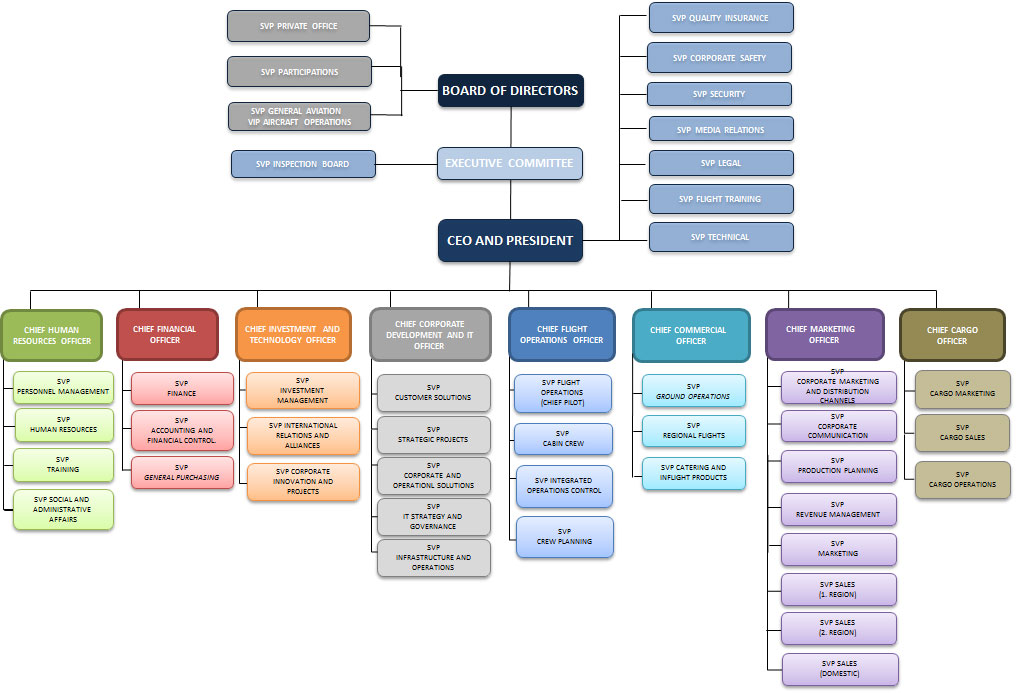 SVP PRIVATE OFFICE
SVP PARTICIPATIONS
SVP GENERAL AVIATION
VIP AIRCRAFT OPERATIONS
BOARD OF DIRECTORS
SVP INSPECTION BOARD
EXECUTIVE COMMITTEE
CEO AND PRESIDENT
SVP QUALITY INSURANCE
SVP CORPORATE SAFETY
SVP SECURITY
SVP MEDIA RELATIONS
SVP LEGAL
SVP FLIGHT TRAINING
SVP TECHNICAL
CHIEF HUMAN
RESOURCES OFFICER
SVP
PERSONNEL MANAGEMENT
SVP
HUMAN RESOURCES
SVP
TRAINING
SVP SOCIAL AND
ADMINISTRATIVE
AFFAIRS
CHIEF FINANCIAL
OFFICER
SVP
FINANCE
SVP
ACCOUNTING AND
FINANCIAL CONTROL
SVP
GENERAL PURCHASING
CHIEF INVESTMENT AND
TECHNOLOGY OFFICER
SVP
INVESTMENT
MANAGEMENT
SVP INTERNATIONAL
RELATIONS AND
ALLIANCES
SVP CORPORATE
INNOVATION AND
PROJECTS
CHIEF CORPORATE
DEVELOPMENT AND IT
OFFICER
SVP
CUSTOMER SOLUTIONS
SVP
STRATEGIC PROJECTS
SVP
CORPORATE AND
OPERATIONL SOLUTIONS
SVP
IT STRATEGY AND
GOVERNANCE
SVP
INFRASTRUCTURE AND
OPERATIONS
CHIEF FLIGHT
OPERATIONS OFFICER
SVP FLIGHT
OPERATIONS
(CHIEF PILOT)
SVP
CABIN CREW
SVP INTEGRATED
OPERATIONS CONTROL
SVP
CREW PLANNING
CHIEF COMMERCIAL
OFFICER
SVP
GROUND OPERATIONS
SVP
REGIONAL FLIGHTS
SVP CATERING AND
INFLIGHT PRODUCTS
CHIEF MARKETING
OFFICER
SVP
CORPORATE MARKETING
AND DISTRIBUTION
CHANNELS
SVP
CORPORATE
COMMUNICATION
SVP
PRODUCTION PLANNING
SVP
REVENUE MANAGEMENT
SVP
MARKETING
SVP SALES
(1. REGION)
SVP SALES
(2. REGION)
SVP SALES
(DOMESTIC)
CHIEF CARGO
OFFICER
SVP
CARGO MARKETING
SVP
CARGO SALES
SVP
CARGO OPERATIONS